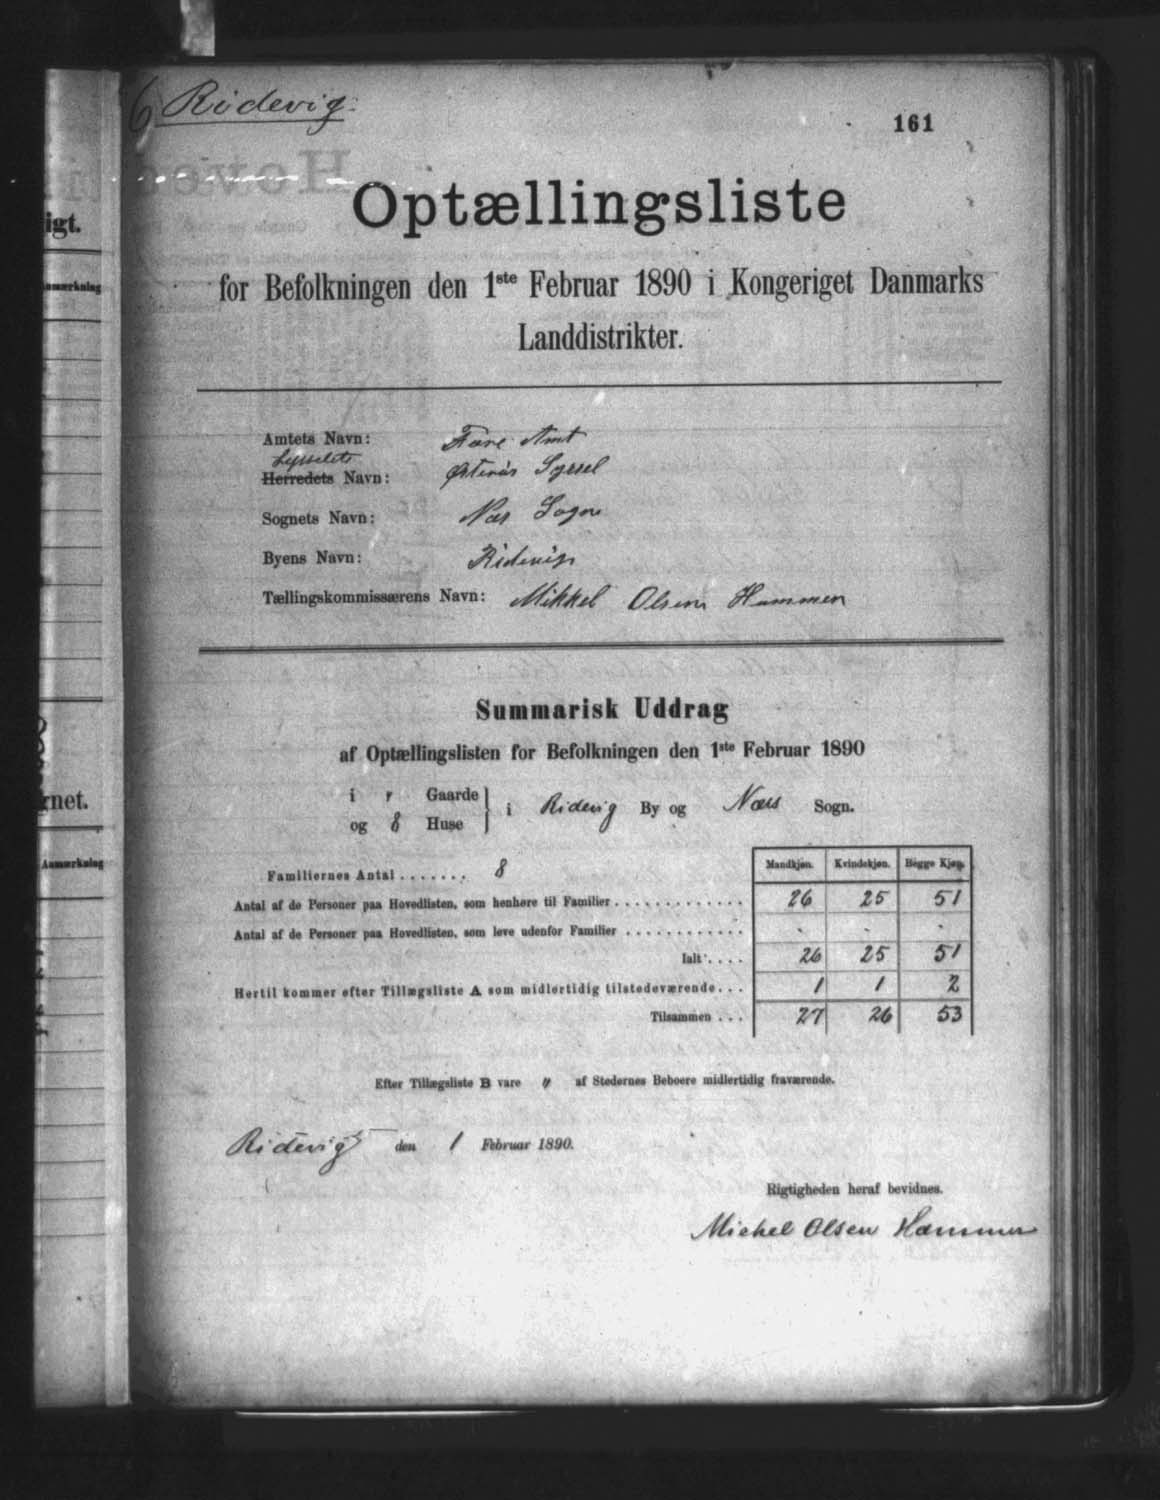 6 Ridevig.
161
Optællingsliste
for Befolkningen den 1ste Februar 1890 i Kongeriget Danmarks
Landdistrikter.
Amtets Navn: Færø Amt
Sysselets
Herredets Navn: Østerøs Syssel
Sognets Navn: Næs Sogn
Byens Navn: Ridevig
Tællingskommissærens Navn: Mikkel Olsen Hammer
Summarisk Uddrag
af Optællingslisten for Befolkningen den 1ste Februar 1890
i " Gaarde
og 8 Huse
i Ridevig By og Næs Sogn.
Familiernes Antal ....... 8
Mandkjøn. Kvindekjøn. Begge Kjøn.
Antal af de Personer paa Hovedlisten, som henhøre til Familier ............. 26 25 51
Antal af de Personer paa Hovedlisten, som leve udenfor Familier ............ - - -
Ialt .... 26 25 51
Hertil kommer efter Tillægsliste A som midlertidig tilstedeværende... 1 1 2
Tilsammen ... 27 26 53
Efter Tillægsliste B vare " af Stedernes Beboere midlertidig fraværende.
Ridevig den 1 Februar 1890.
Rigtigheden heraf bevidnes.
Michel Olsen Hammer
igt.
Anmærkning
gnet.
Anmærkning